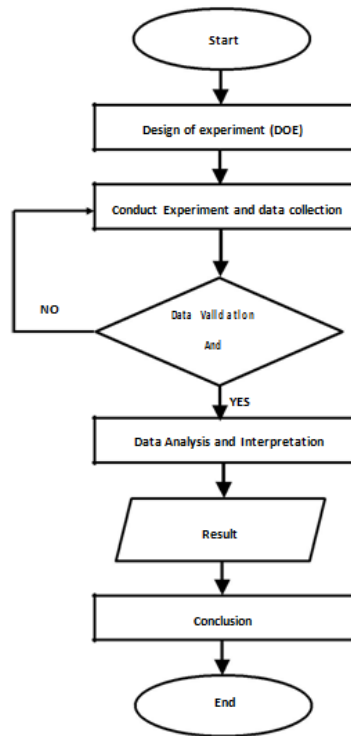 Start
Design of experiment (DOE)
Conduct Experiment and data collection
NO
Data Validation
And
YES
Data Analysis and Interpretation
Result
Conclusion
End